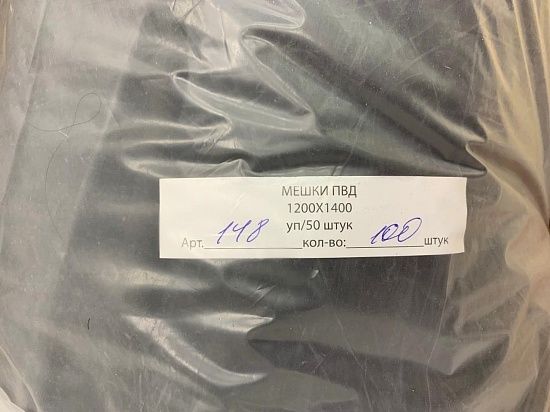 МЕШКИ ПВД
1200Х1400
уп/50 штук
Арт. 148 кол-во: 100 штук